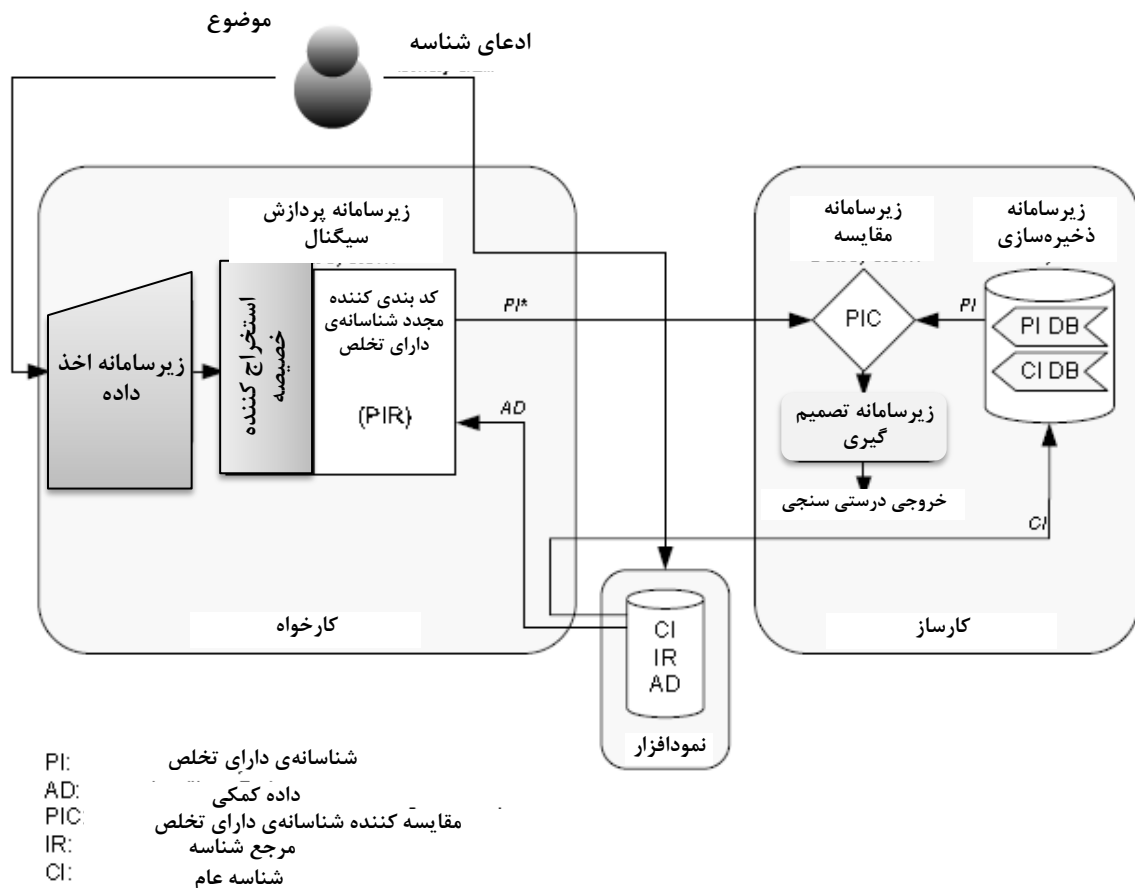 موضوع
ادعای شناسه
زیرسامانه پردازش
سیگنال
زیرسامانه اخذ
داده
استخراج کننده
خصیصه
کد بندی کننده
مجدد شناسانه‌ی
دارای تخلص
(PIR)
PI*
AD
کارخواه
زیرسامانه
مقایسه
زیرسامانه
ذخیره‌سازی
PIC
PI
PI DB
CI DB
زیرسامانه تصمیم
گیری
خروجی درستی سنجی
CI
کارساز
CI
IR
AD
نمودافزار
PI: شناسانه‌ی دارای تخلص
AD: داده کمکی
PIC: مقایسه کننده شناسانه‌ی دارای تخلص
IR: مرجع شناسه
CI: شناسه عام